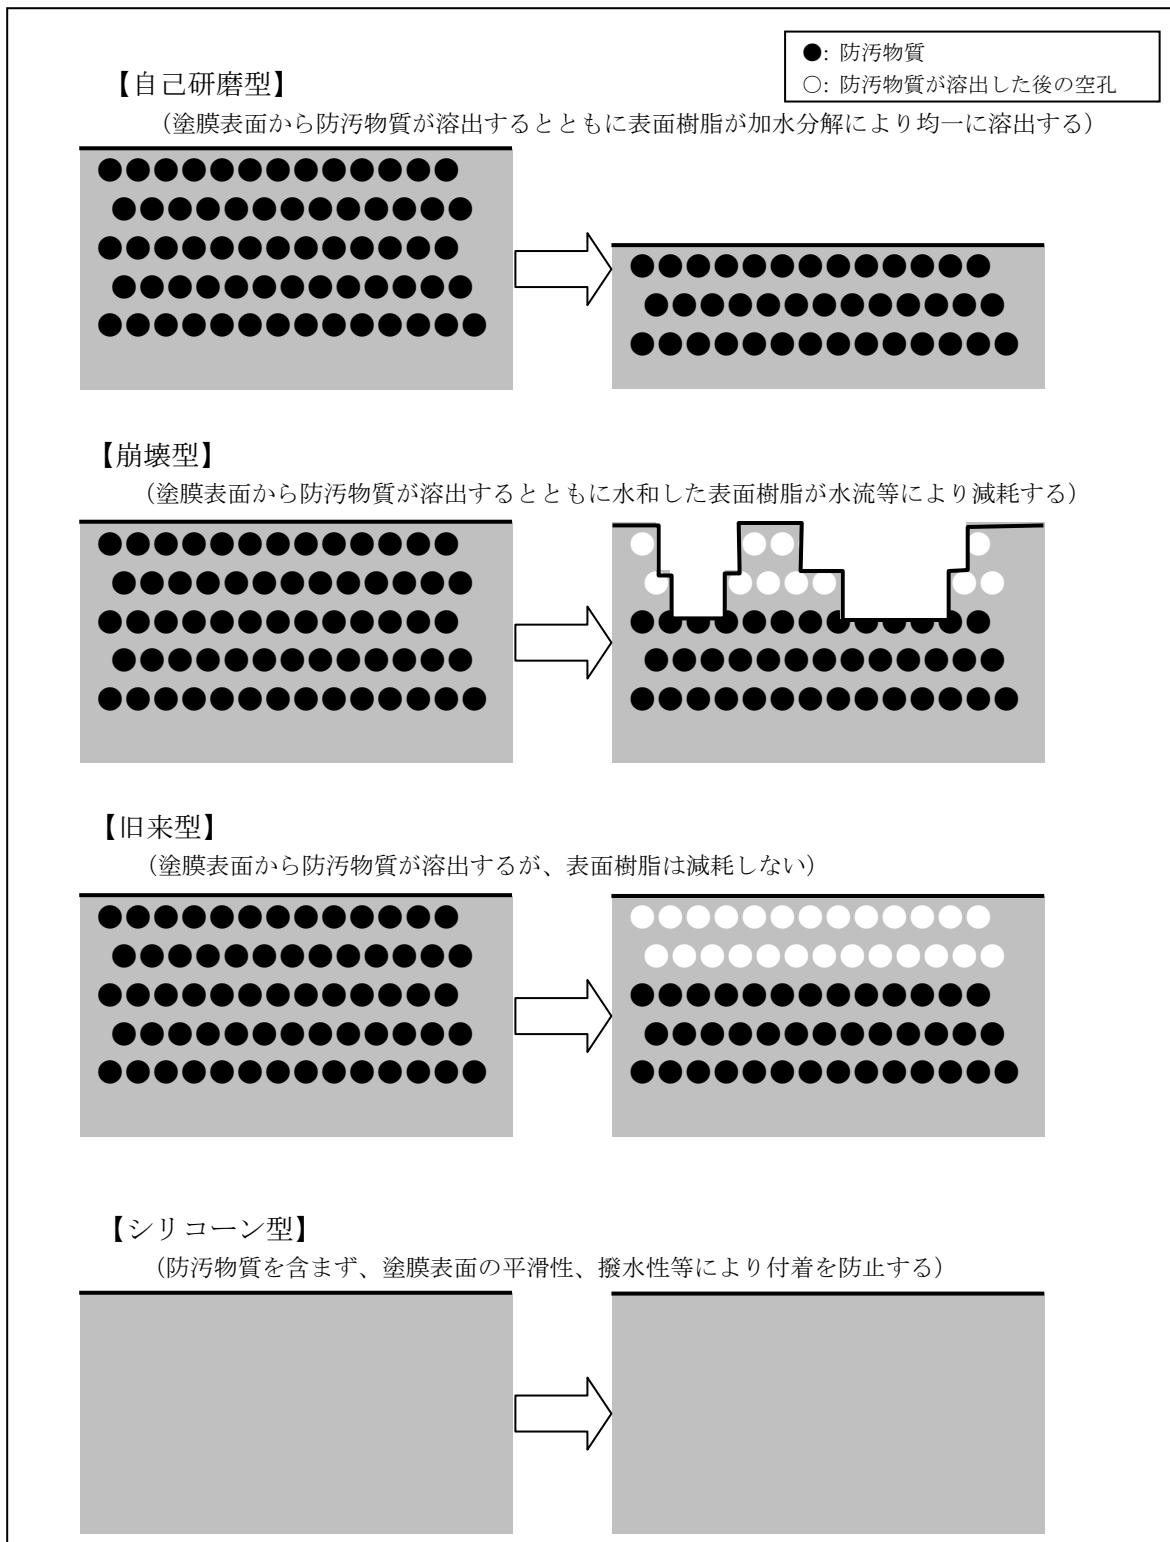 ●: 防汚物質
○: 防汚物質が溶出した後の空孔
【自己研磨型】
（塗膜表面から防汚物質が溶出するとともに表面樹脂が加水分解により均一に溶出する）
【崩壊型】
（塗膜表面から防汚物質が溶出するとともに水和した表面樹脂が水流等により減耗する）
【旧来型】
（塗膜表面から防汚物質が溶出するが、表面樹脂は減耗しない）
【シリコーン型】
（防汚物質を含まず、塗膜表面の平滑性、撥水性等により付着を防止する）